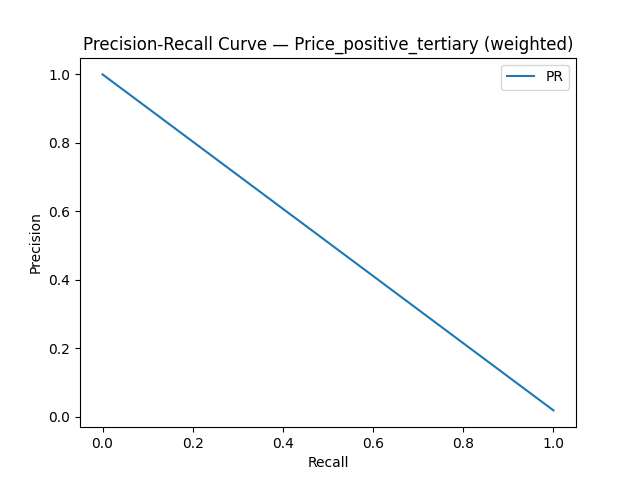 Precision-Recall Curve — Price_positive_tertiary (weighted)
PR
Precision
1.0
0.8
0.6
0.4
0.2
0.0
0.0 0.2 0.4 0.6 0.8 1.0
Recall